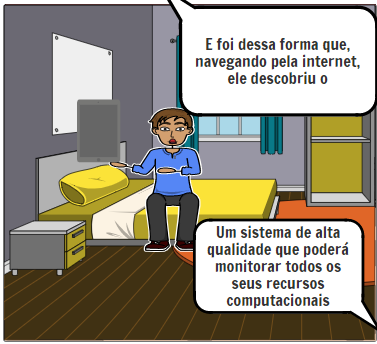 E foi dessa forma que,
navegando pela internet,
ele descobriu o
Um sistema de alta
qualidade que poderá
monitorar todos os
seus recursos
computacionais